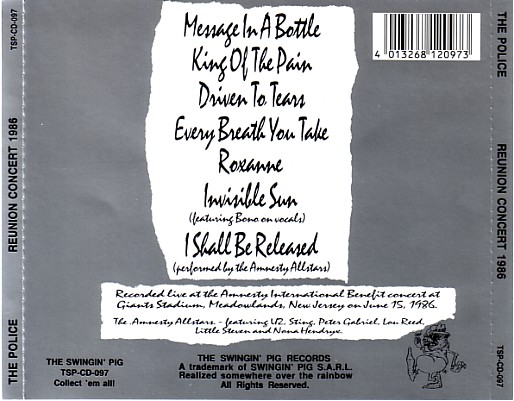 TSP-CD-097
REUNION CONCERT 1986
THE POLICE
Message In A Bottle
King Of The Pain
Driven To Tears
Every Breath You Take
Roxanne
Invisible Sun
(featuring Bono on vocals)
I Shall Be Released
(performed by the Amnesty Allstars)
4 013268 120973
Recorded live at the Amnesty International Benefit concert at
Giants Stadium, Meadowlands, New Jersey on June 15, 1986.
The Amnesty Allstars - featuring U2, Sting, Peter Gabriel, Lou Reed,
Little Steven and Nona Hendryx.
THE SWINGIN' PIG
TSP-CD-097
Collect 'em all!
THE SWINGIN' PIG RECORDS
A trademark of SWINGIN' PIG S.A.R.L.
Realized somewhere over the rainbow
All Rights Reserved.
THE POLICE
REUNION CONCERT 1986
TSP-CD-097